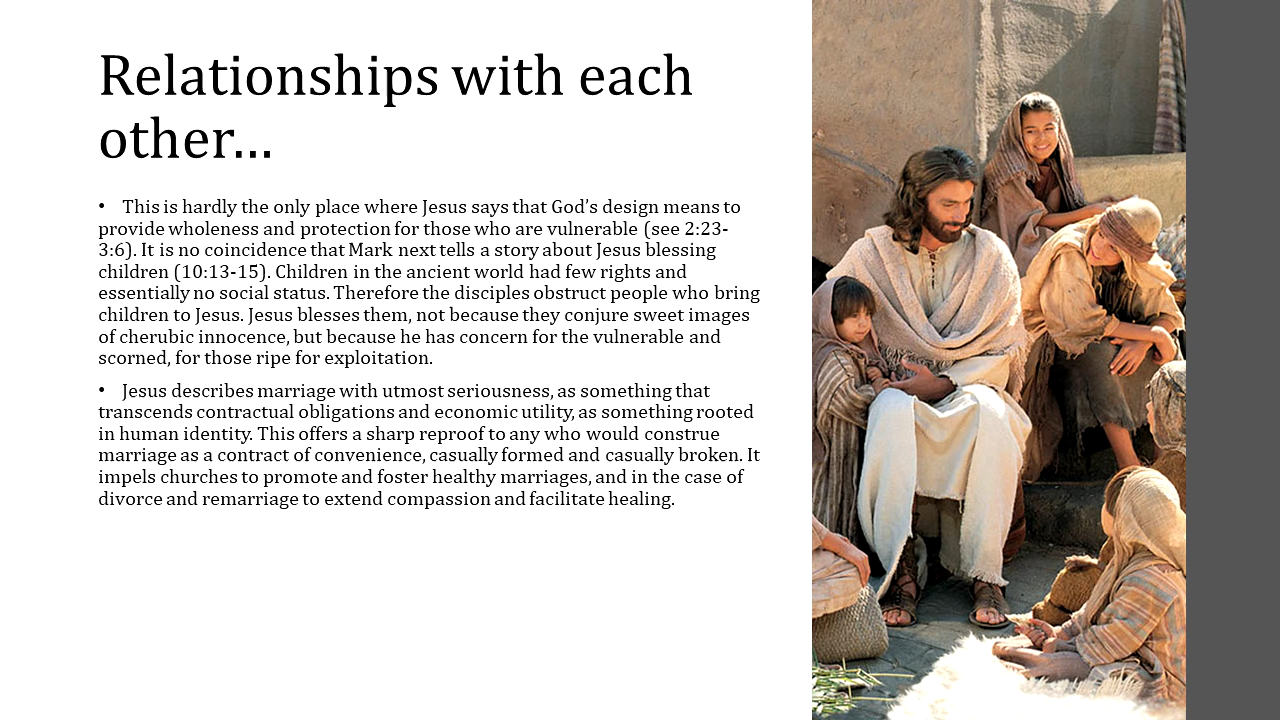 Relationships with each
other…
• This is hardly the only place where Jesus says that God’s design means to
provide wholeness and protection for those who are vulnerable (see 2:23-
3:6). It is no coincidence that Mark next tells a story about Jesus blessing
children (10:13-15). Children in the ancient world had few rights and
essentially no social status. Therefore the disciples obstruct people who bring
children to Jesus. Jesus blesses them, not because they conjure sweet images
of cherubic innocence, but because he has concern for the vulnerable and
scorned, for those ripe for exploitation.
• Jesus describes marriage with utmost seriousness, as something that
transcends contractual obligations and economic utility, as something rooted
in human identity. This offers a sharp reproof to any who would construe
marriage as a contract of convenience, casually formed and casually broken. It
impels churches to promote and foster healthy marriages, and in the case of
divorce and remarriage to extend compassion and facilitate healing.